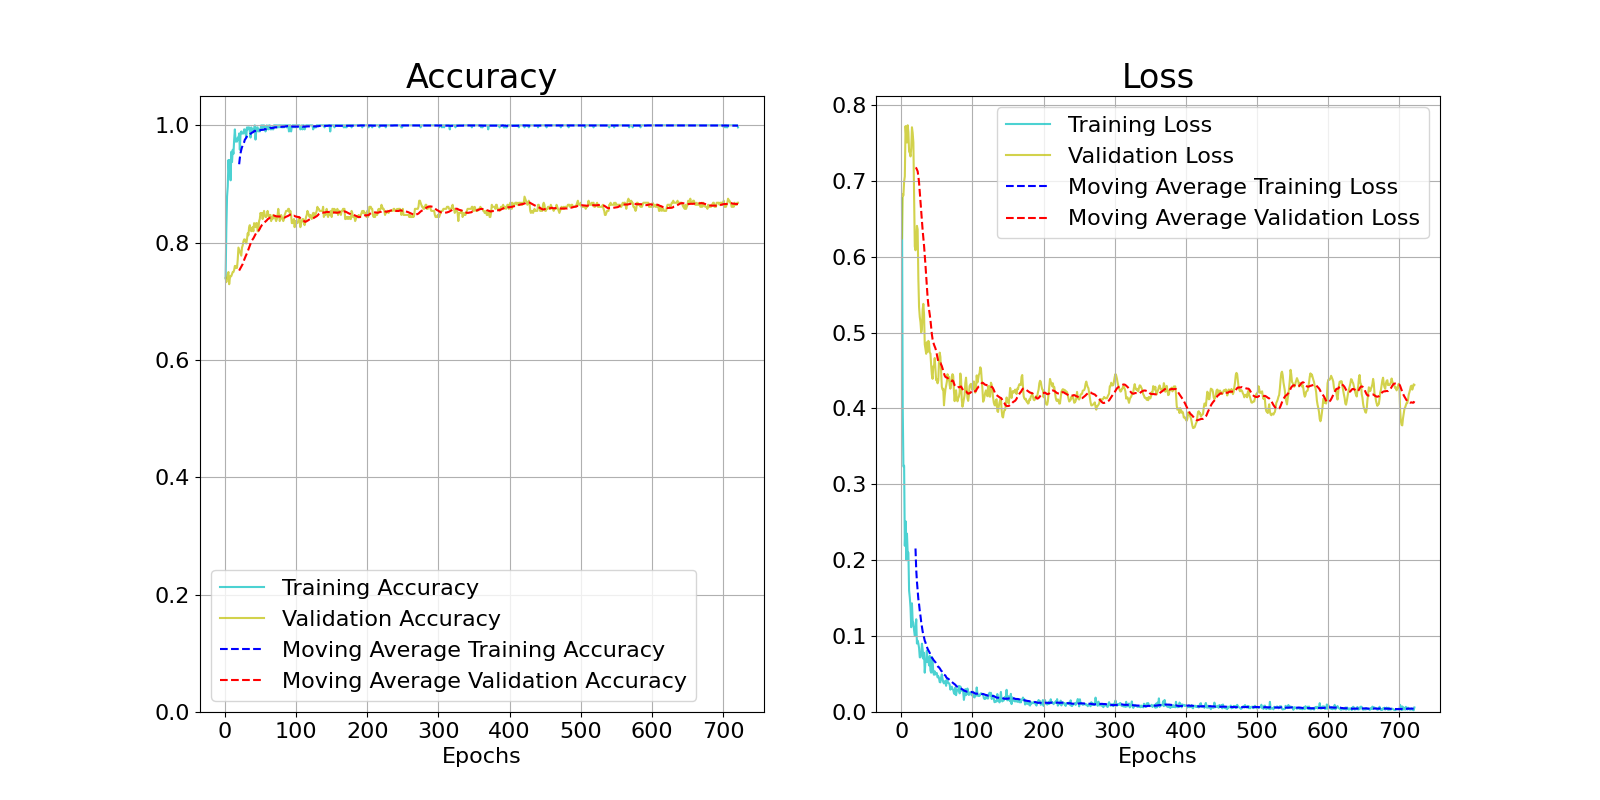 Accuracy
1.0
0.8
0.6
0.4
0.2
0.0
Training Accuracy
Validation Accuracy
Moving Average Training Accuracy
Moving Average Validation Accuracy
0 100 200 300 400 500 600 700
Epochs
Loss
0.8
0.7
0.6
0.5
0.4
0.3
0.2
0.1
0.0
Training Loss
Validation Loss
Moving Average Training Loss
Moving Average Validation Loss
0 100 200 300 400 500 600 700
Epochs